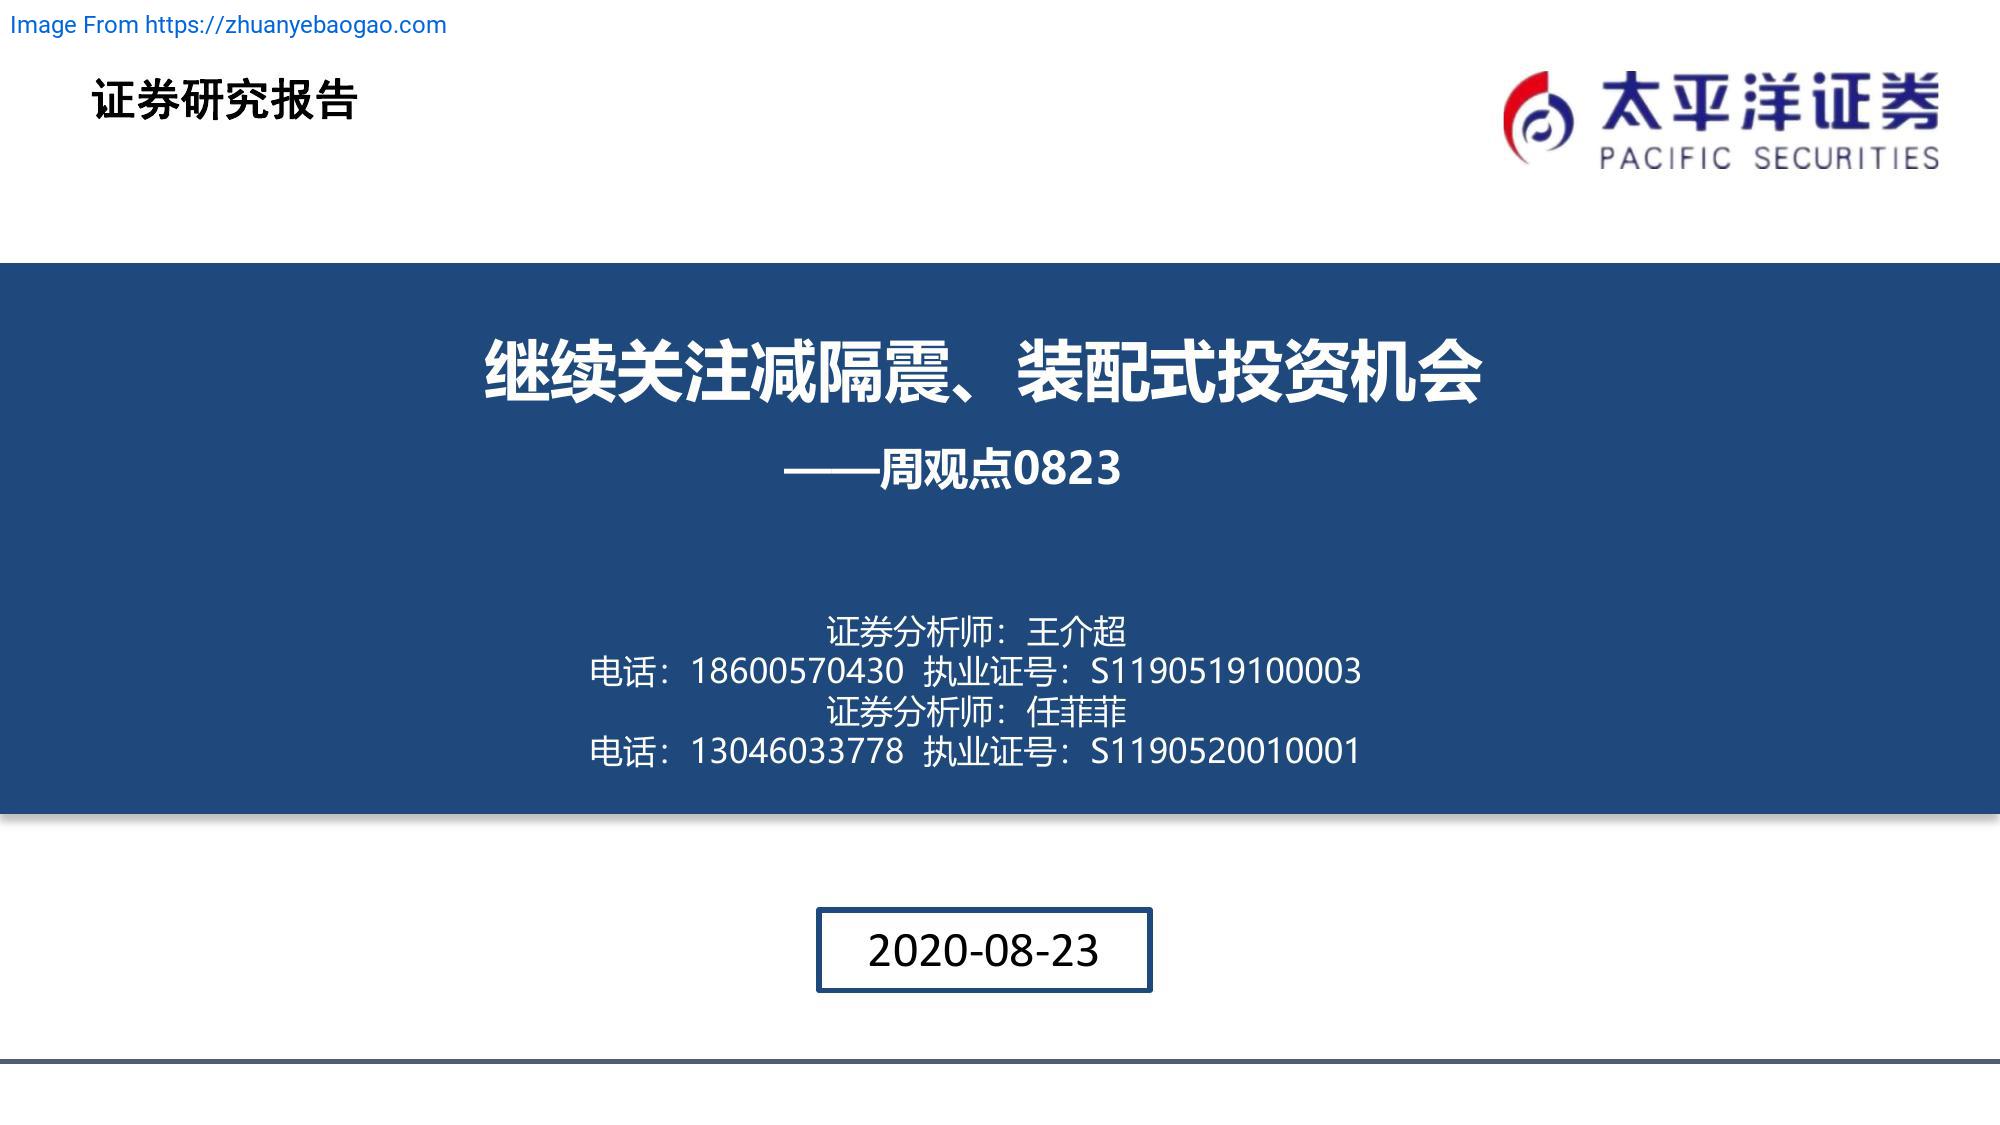 Image From https://zhuanyebaogao.com
证券研究报告
太平洋证券
PACIFIC SECURITIES
继续关注减隔震、装配式投资机会
——周观点0823
证券分析师：王介超
电话：18600570430 执业证号：S1190519100003
证券分析师：任菲菲
电话：13046033778 执业证号：S1190520010001
2020-08-23